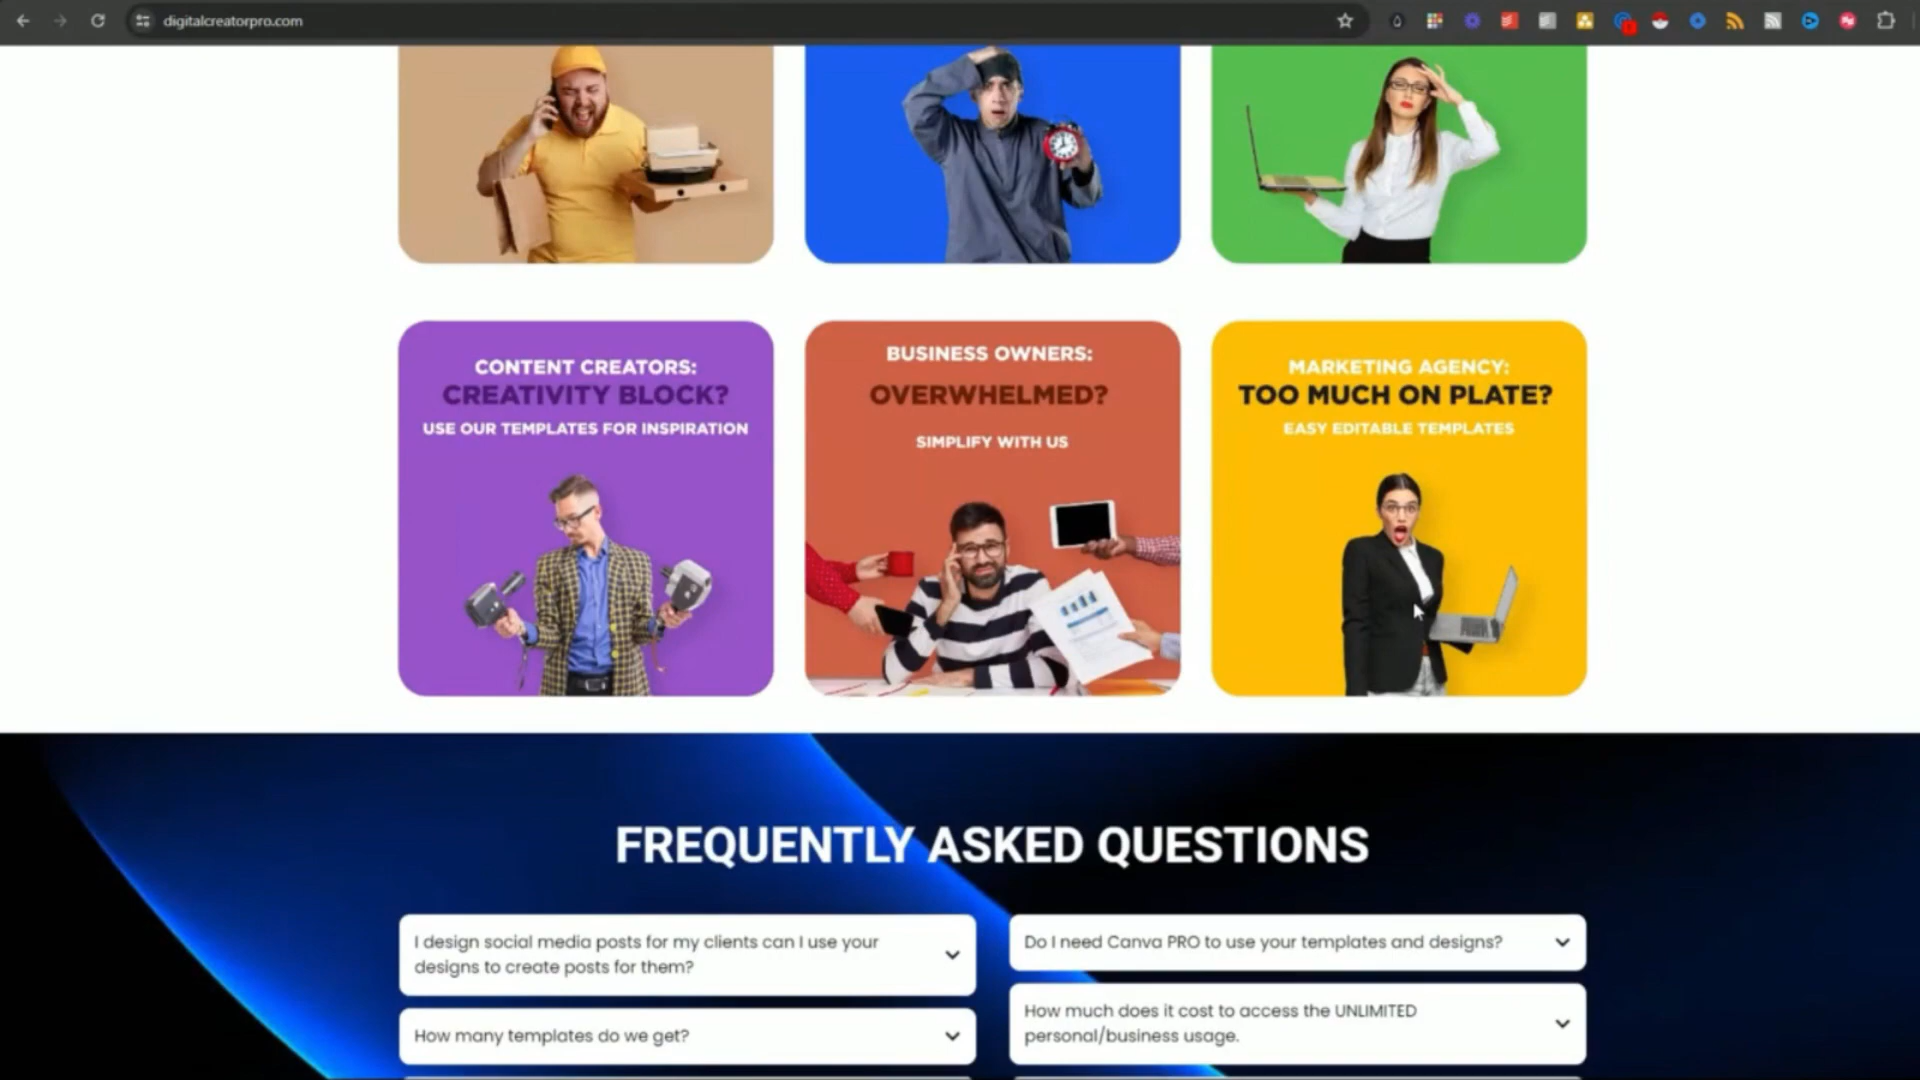 digitalcreatorpro.com
CONTENT CREATORS:
CREATIVITY BLOCK?
USE OUR TEMPLATES FOR INSPIRATION
BUSINESS OWNERS:
OVERWHELMED?
SIMPLIFY WITH US
MARKETING AGENCY:
TOO MUCH ON PLATE?
EASY EDITABLE TEMPLATES
FREQUENTLY ASKED QUESTIONS
I design social media posts for my clients can I use your
designs to create posts for them?
How many templates do we get?
Do I need Canva PRO to use your templates and designs?
How much does it cost to access the UNLIMITED
personal/business usage.